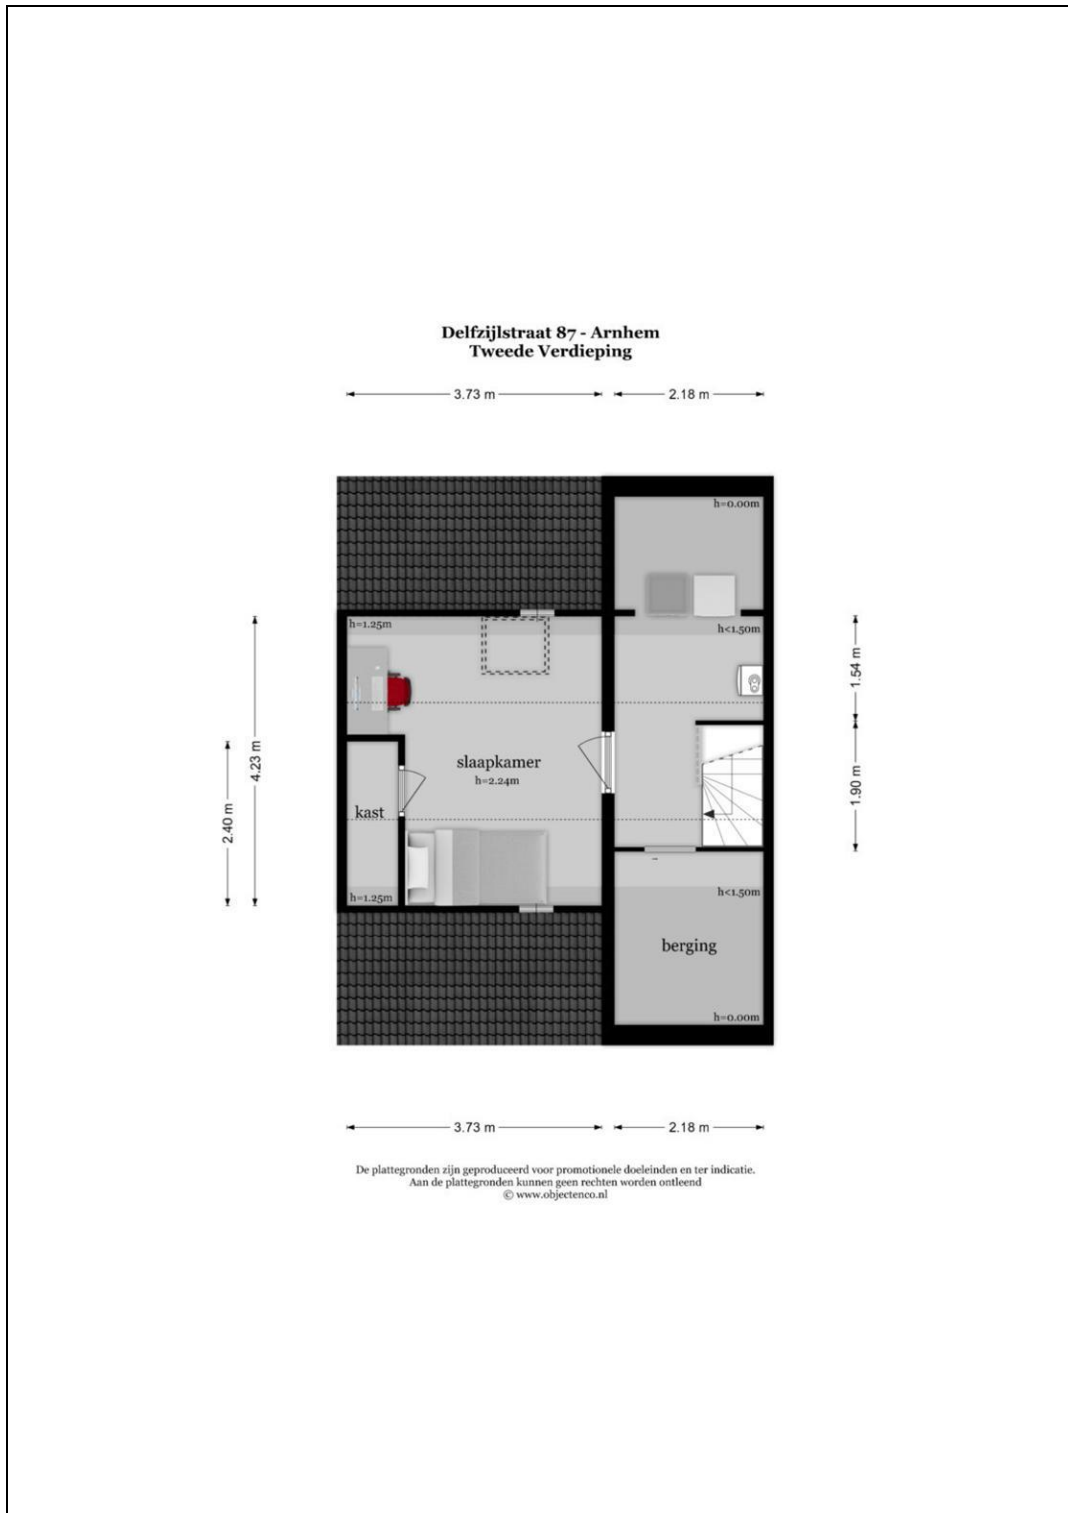 Delfzijlstraat 87 - Arnhem
Tweede Verdieping
3.73 m
2.18 m
h=0.00m
h=1.25m
h<1.50m
1.54 m
4.23 m
slaapkamer
h=2.24m
1.90 m
2.40 m
kast
h=1.25m
h<1.50m
berging
h=0.00m
3.73 m
2.18 m
De plattegronden zijn geproduceerd voor promotionele doeleinden en ter indicatie.
Aan de plattegronden kunnen geen rechten worden ontleend
© www.objectenco.nl